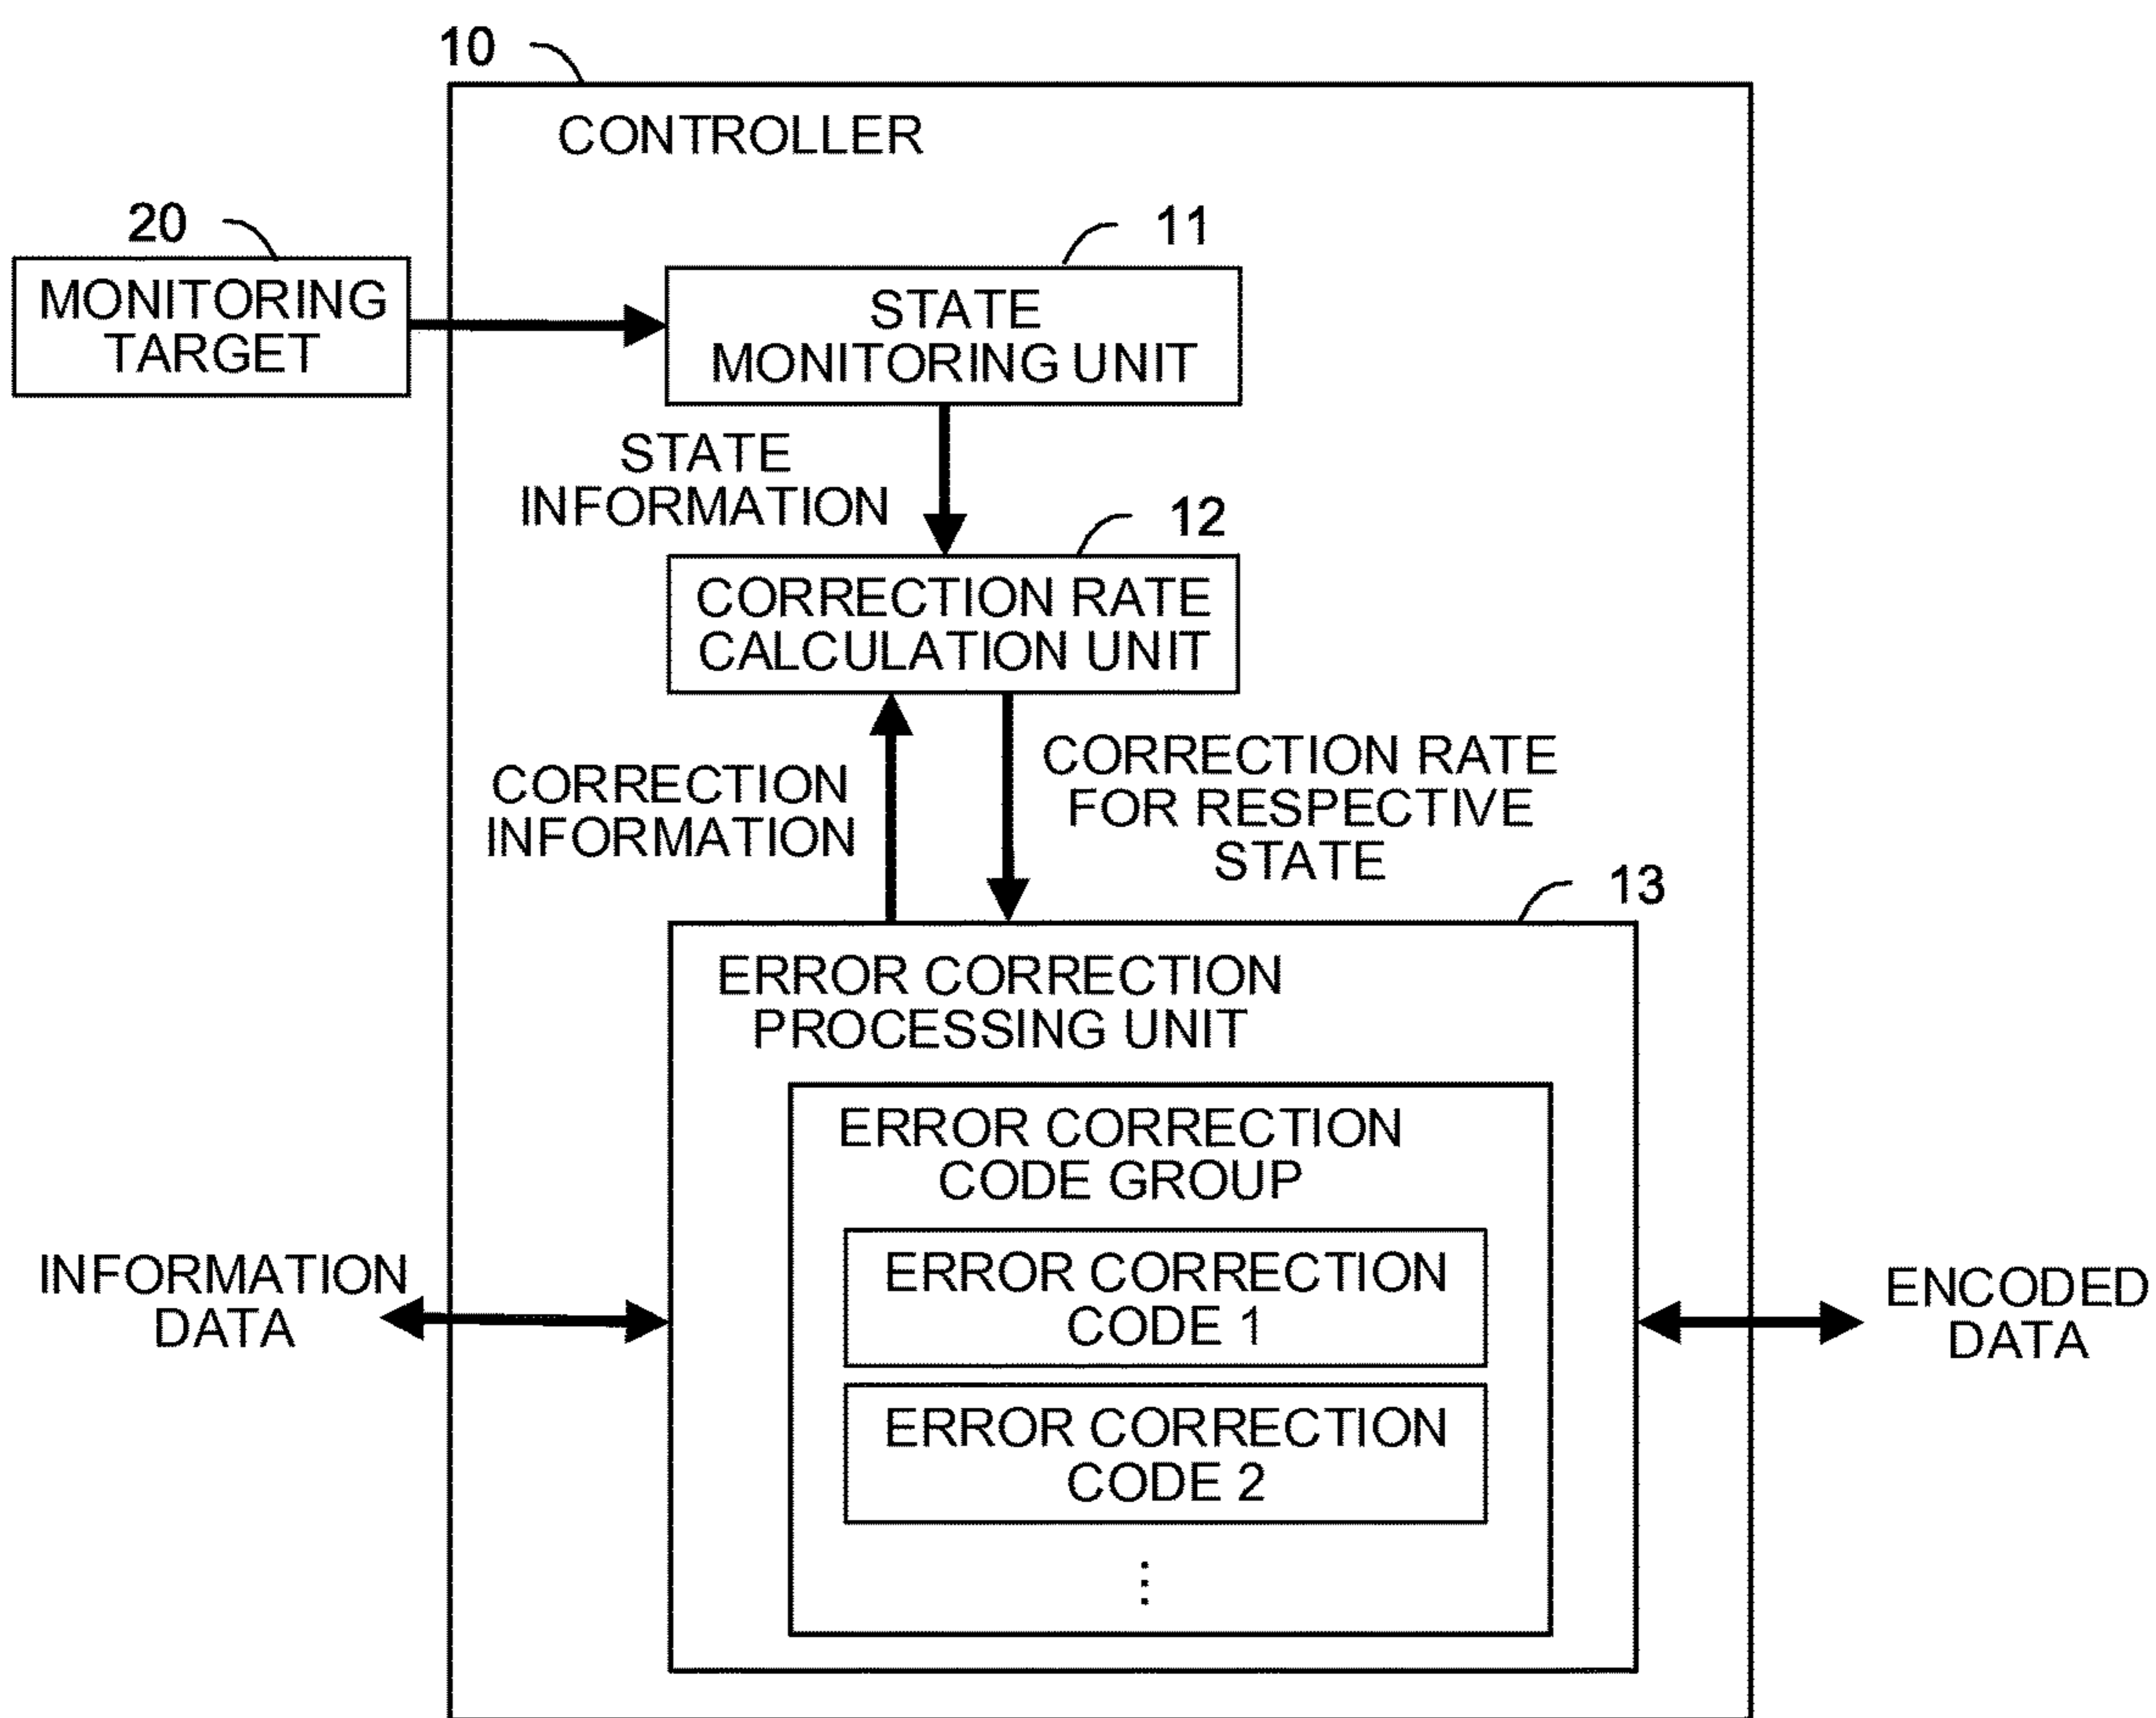 10
CONTROLLER
20
MONITORING
TARGET
11
STATE
MONITORING UNIT
STATE
INFORMATION
12
CORRECTION RATE
CALCULATION UNIT
CORRECTION
INFORMATION
CORRECTION RATE
FOR RESPECTIVE
STATE
13
ERROR CORRECTION
PROCESSING UNIT
ERROR CORRECTION
CODE GROUP
ERROR CORRECTION
CODE 1
ERROR CORRECTION
CODE 2
⋮
INFORMATION
DATA
ENCODED
DATA